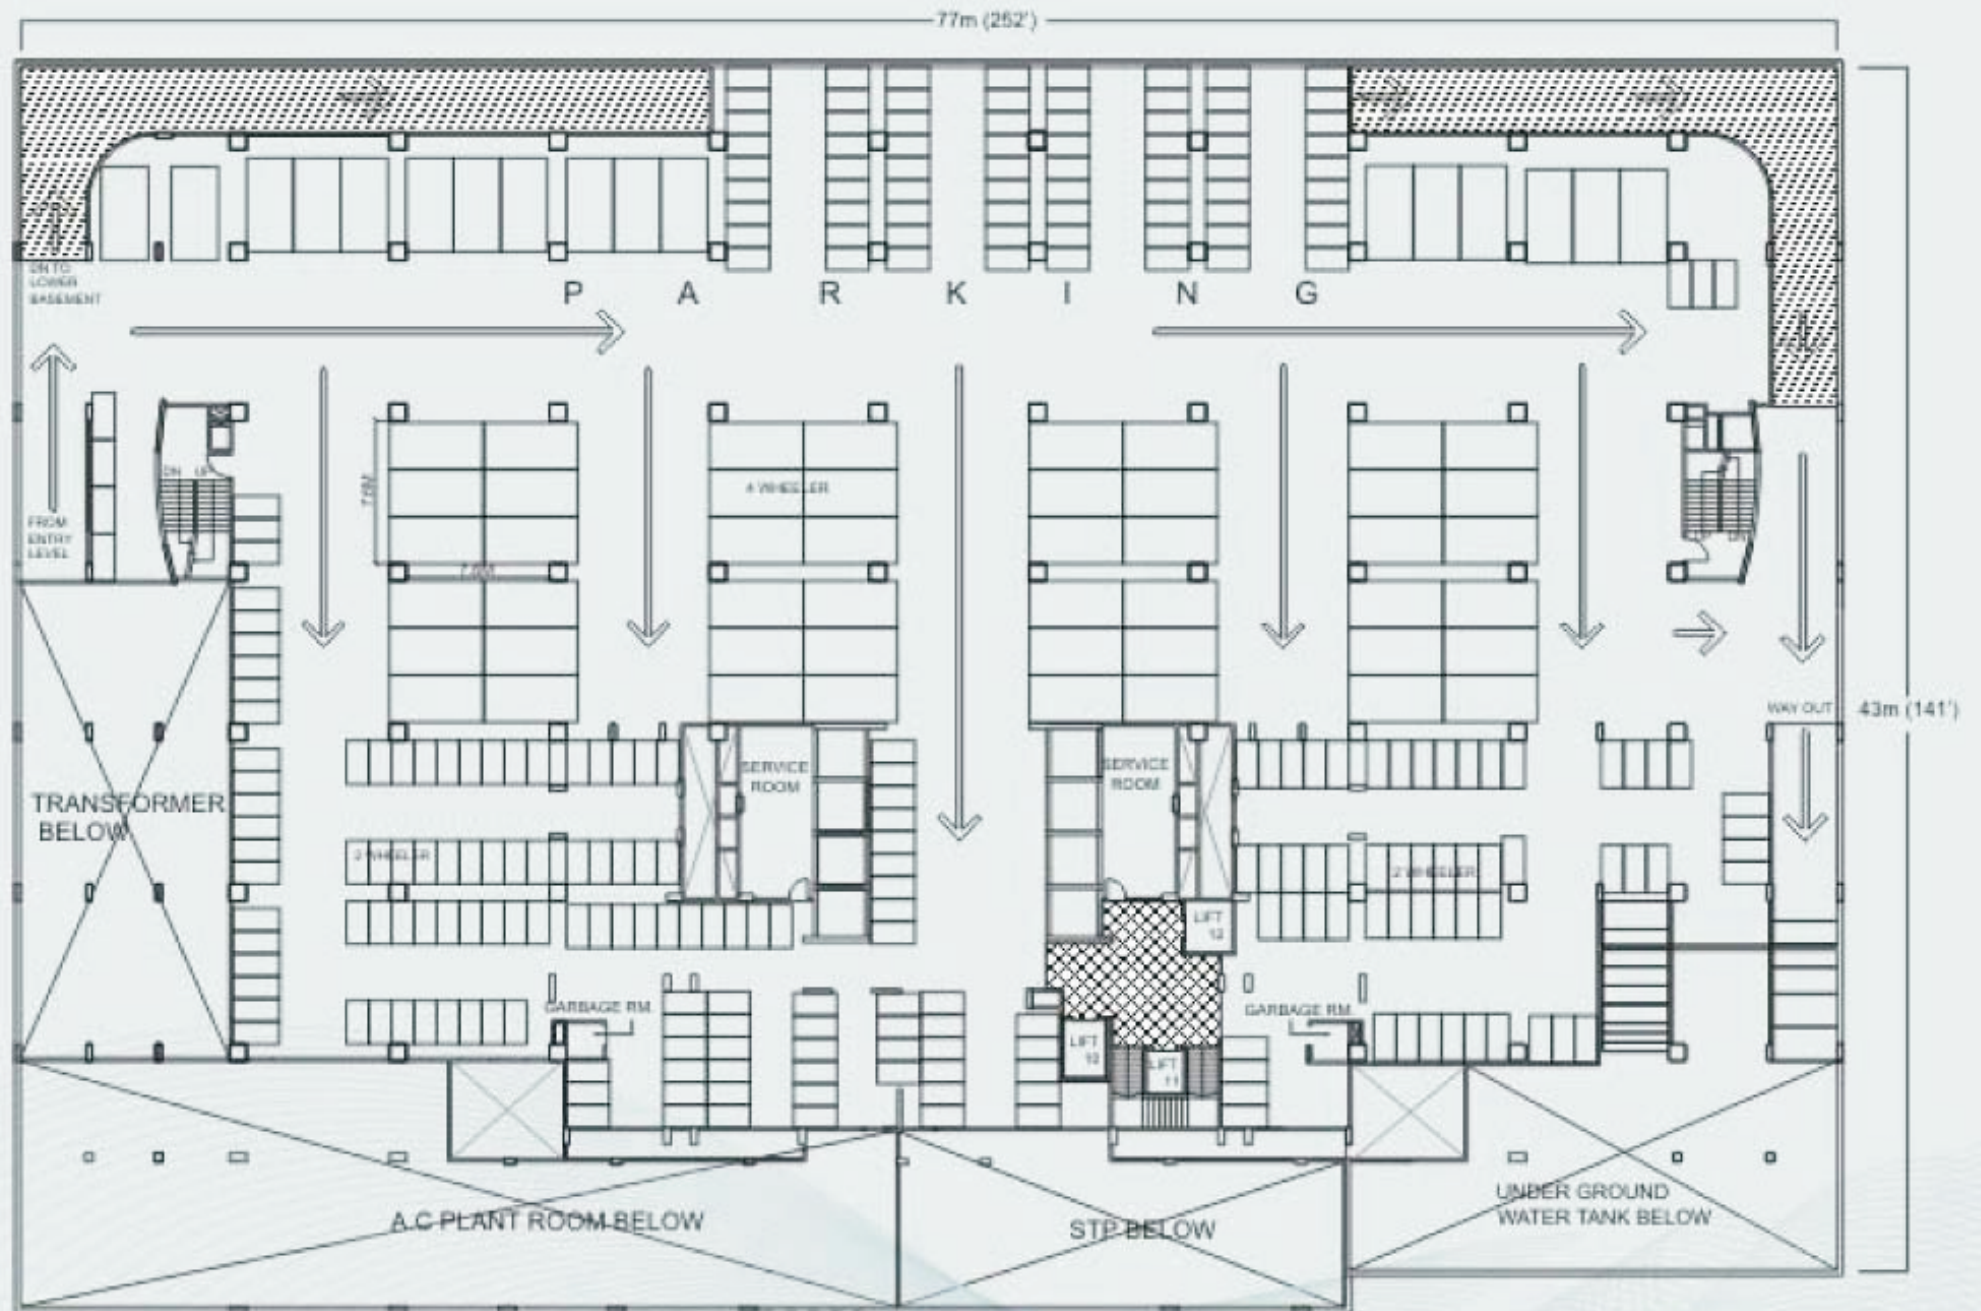 77m (252')
DN TO
LOWER
BASEMENT
P A R K I N G
DN UP
7.6M
4 WHEELER
FROM
ENTRY
LEVEL
7.6M
WAY OUT
43m (141')
SERVICE
ROOM
SERVICE
ROOM
TRANSFORMER
BELOW
2 WHEELER
2 WHEELER
LIFT
12
GARBAGE RM.
GARBAGE RM.
LIFT
10
LIFT
11
A.C PLANT ROOM BELOW
STP BELOW
UNDER GROUND
WATER TANK BELOW